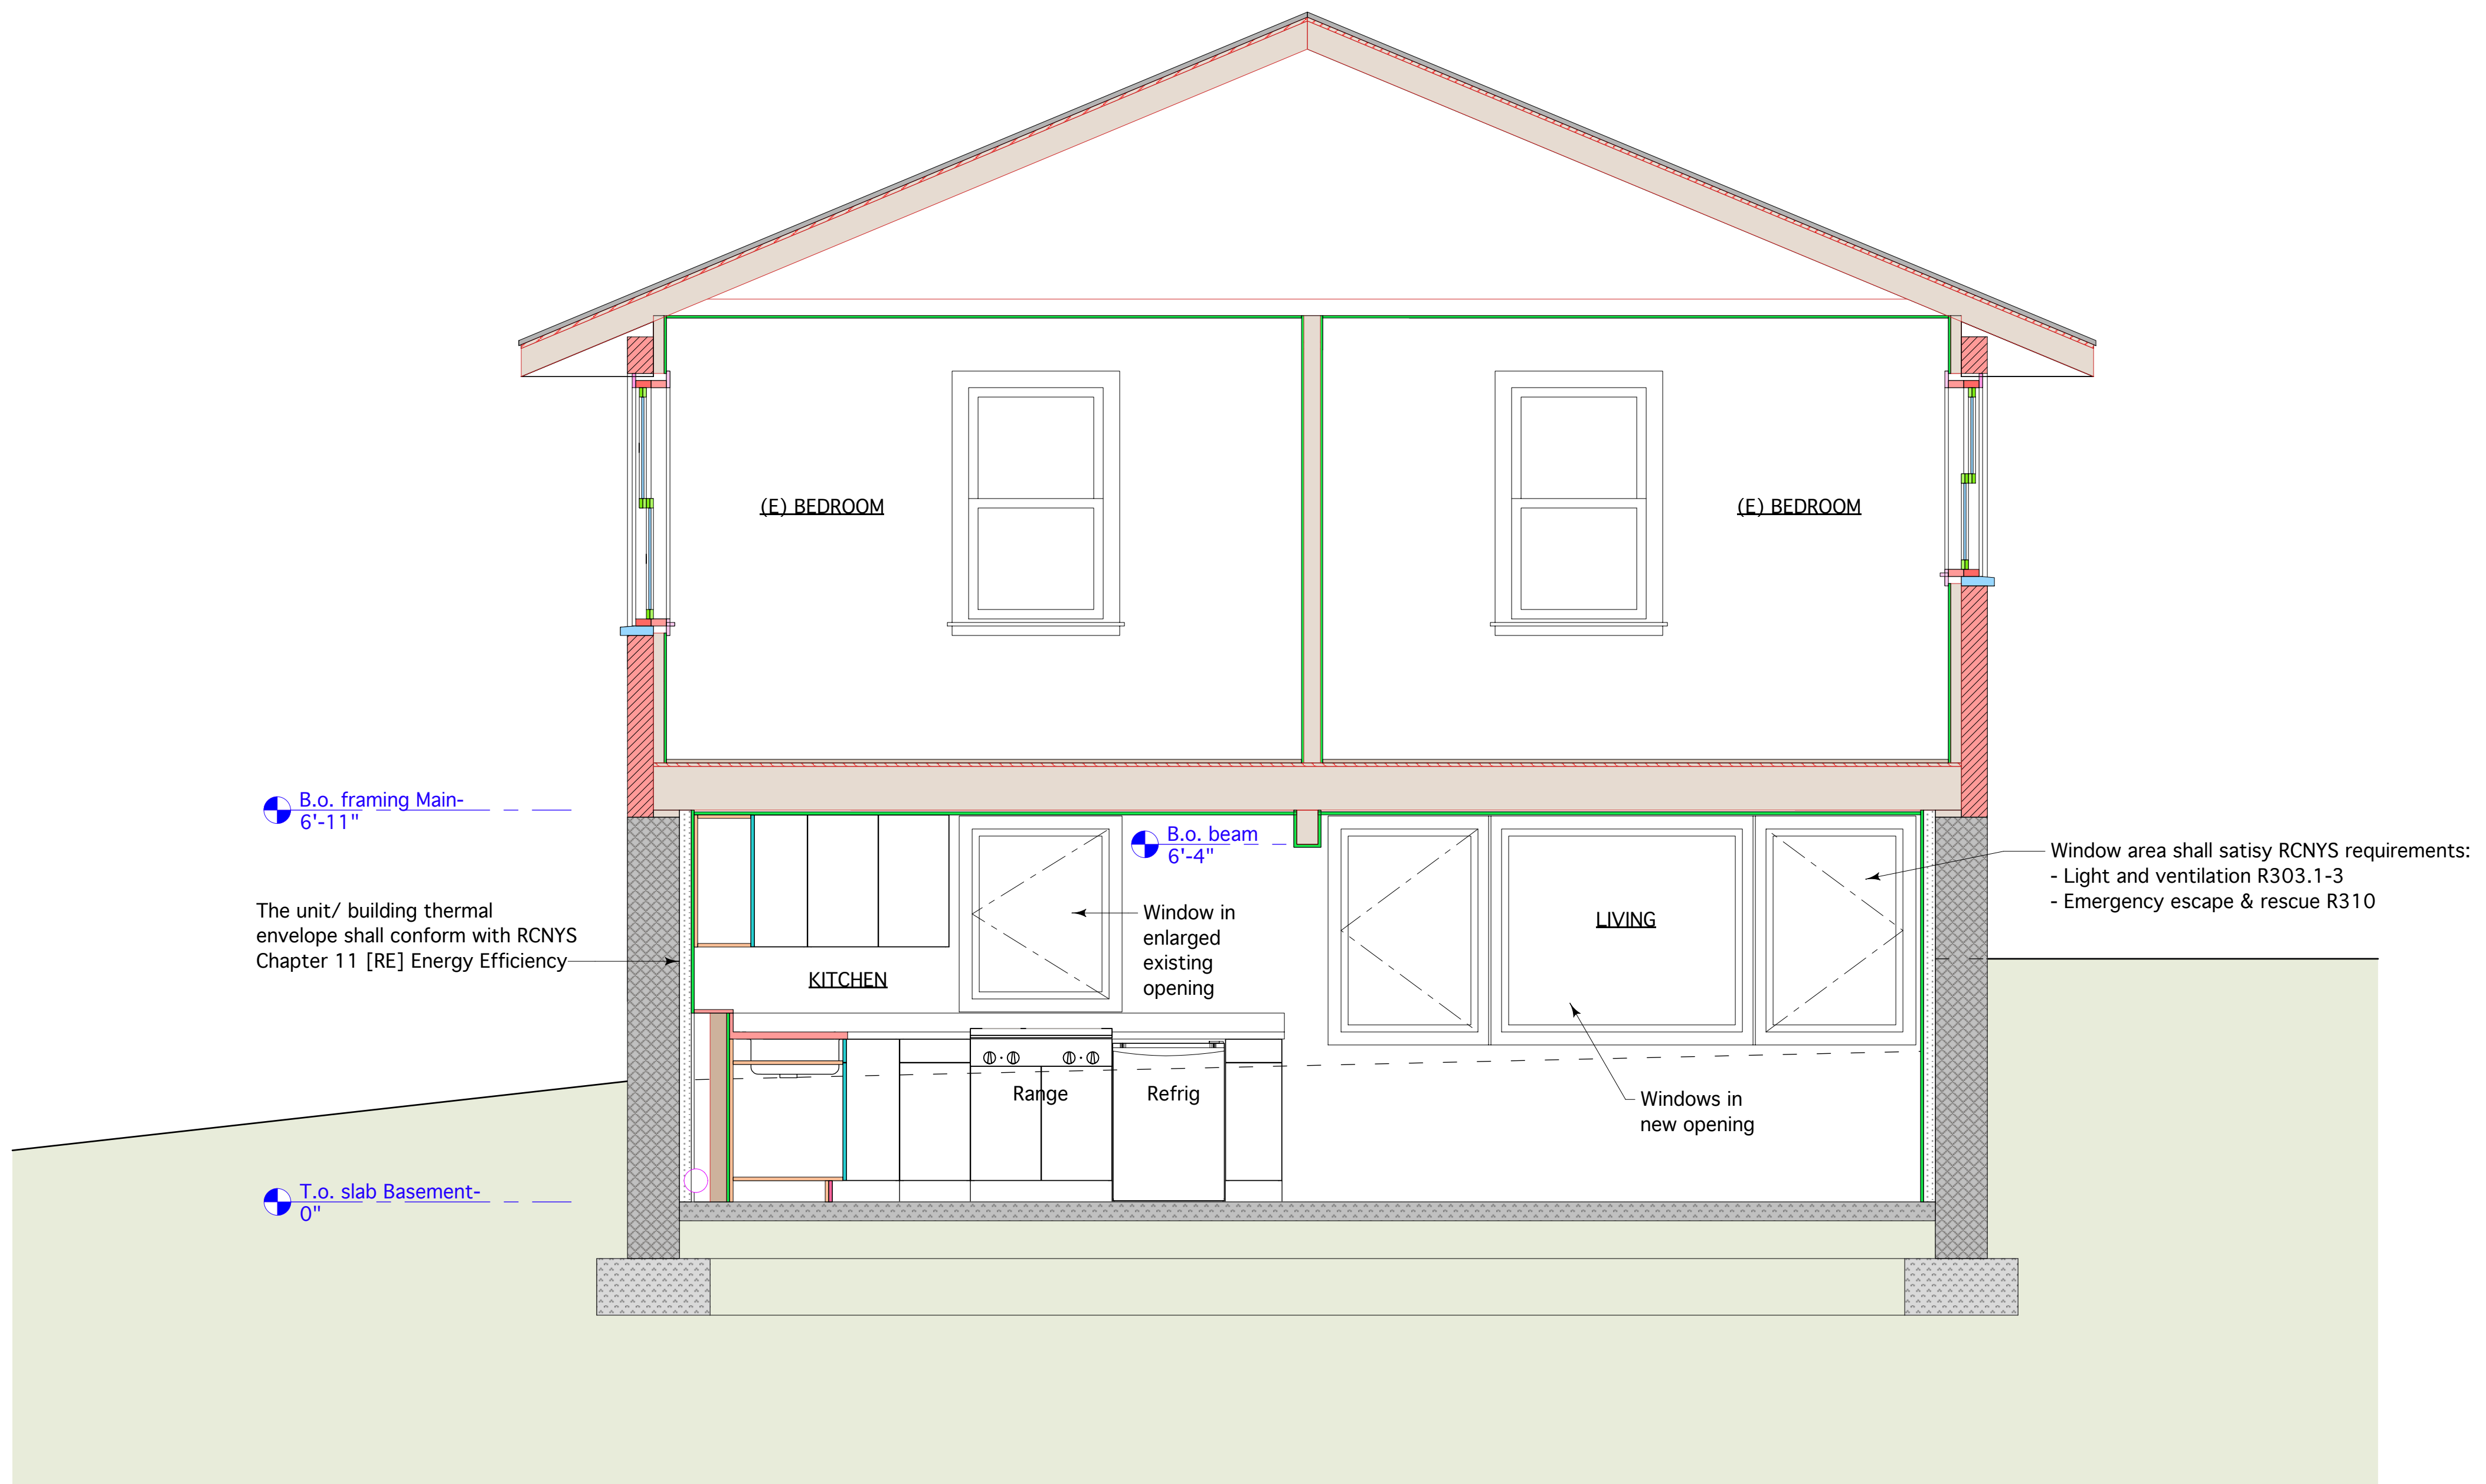 (E) BEDROOM
(E) BEDROOM
B.o. framing Main-
6'-11"
B.o. beam
6'-4"
Window area shall satisy RCNYS requirements:
- Light and ventilation R303.1-3
- Emergency escape & rescue R310
The unit/ building thermal
envelope shall conform with RCNYS
Chapter 11 [RE] Energy Efficiency
Window in
enlarged
existing
opening
LIVING
KITCHEN
Range
Refrig
Windows in
new opening
T.o. slab Basement-
0"